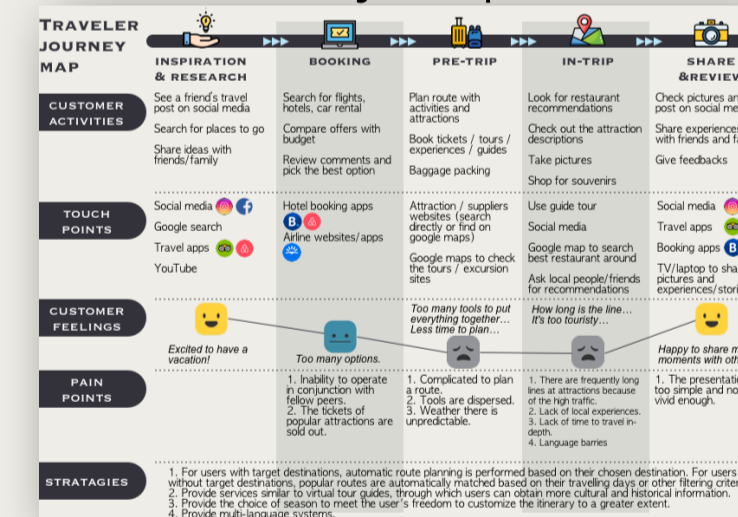 TRAVELER
JOURNEY
MAP
INSPIRATION
& RESEARCH
BOOKING
PRE-TRIP
IN-TRIP
SHARE
&REVIEW
CUSTOMER
ACTIVITIES
See a friend's travel
post on social media
Search for places to go
Share ideas with
friends/family
Search for flights,
hotels, car rental
Compare offers with
budget
Review comments and
pick the best option
Plan route with
activities and
attractions
Book tickets / tours /
experiences / guides
Baggage packing
Look for restaurant
recommendations
Check out the attraction
descriptions
Take pictures
Shop for souvenirs
Check pictures
post on social
Share experiences
with friends and
Give feedbacks
TOUCH
POINTS
Social media
Google search
Travel apps
YouTube
Hotel booking apps
B
Airline websites/apps
Attraction / suppliers
websites (search
directly or find on
google maps)
Google maps to check
the tours / excursion
sites
Use guide tour
Social media
Google map to search
best restaurant around
Ask local people/friends
for recommendations
Social media
Travel apps
Booking apps B
TV/laptop to
pictures and
CUSTOMER
FEELINGS
Excited to have a
vacation!
Too many options.
Too many tools to put
everything together...
Less time to plan...
How long is the line...
It's too touristy...
Happy to share
moments with
PAIN
POINTS
1. Inability to operate
in conjunction with
fellow peers.
2. The tickets of
popular attractions are
sold out.
1. Complicated to plan
a route.
2. Tools are dispersed.
3. Weather there is
unpredictable.
1. There are frequently long
lines at attractions because
of the high traffic.
2. Lack of local experiences.
3. Lack of time to travel in-
depth.
4. Language barries
1. The
too simple and
vivid enough.
STRATAGIES
1. For users with target destinations, automatic route planning is performed based on their chosen destination. For users
without target destinations, popular routes are automatically matched based on their travelling days or other filtering
2. Provide services similar to virtual tour guides, through which users can obtain more cultural and historical information.
3. Provide the choice of season to meet the user's freedom to customize the itinerary to a greater extent.
4. Provide multi-language systems.